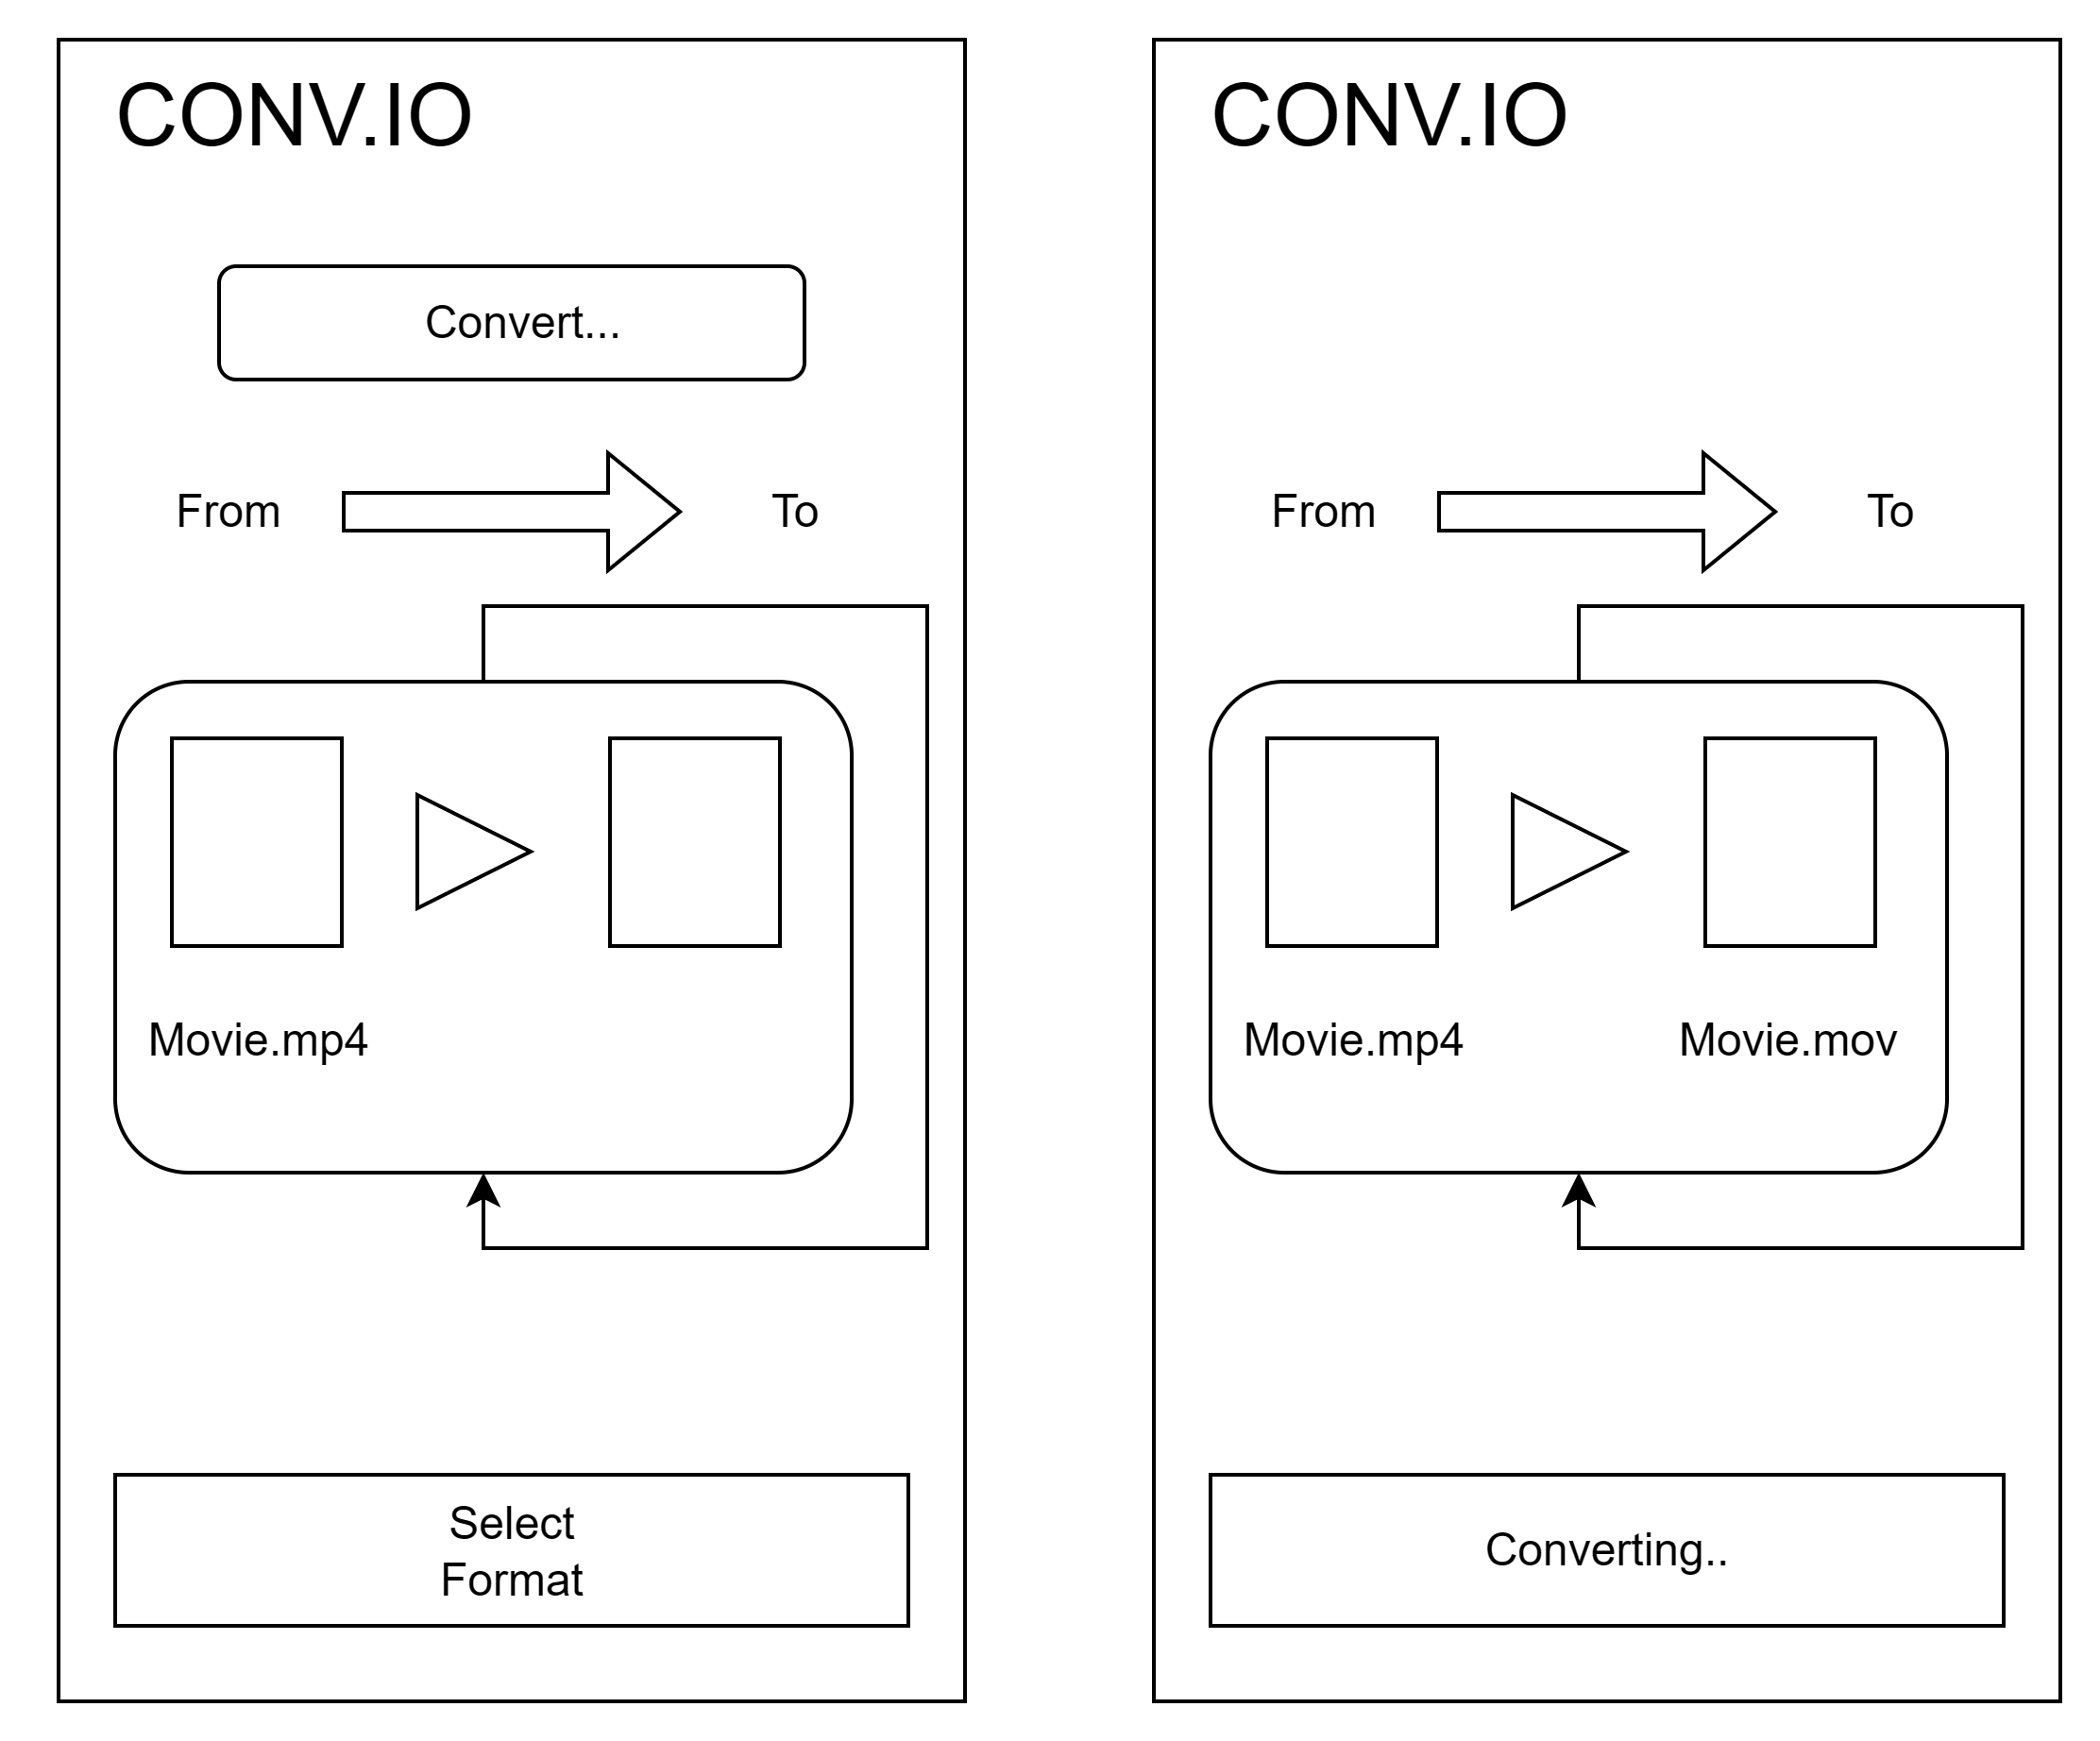 CONV.IO
Convert...
From To
Movie.mp4
Select
Format
CONV.IO
From To
Movie.mp4 Movie.mov
Converting..